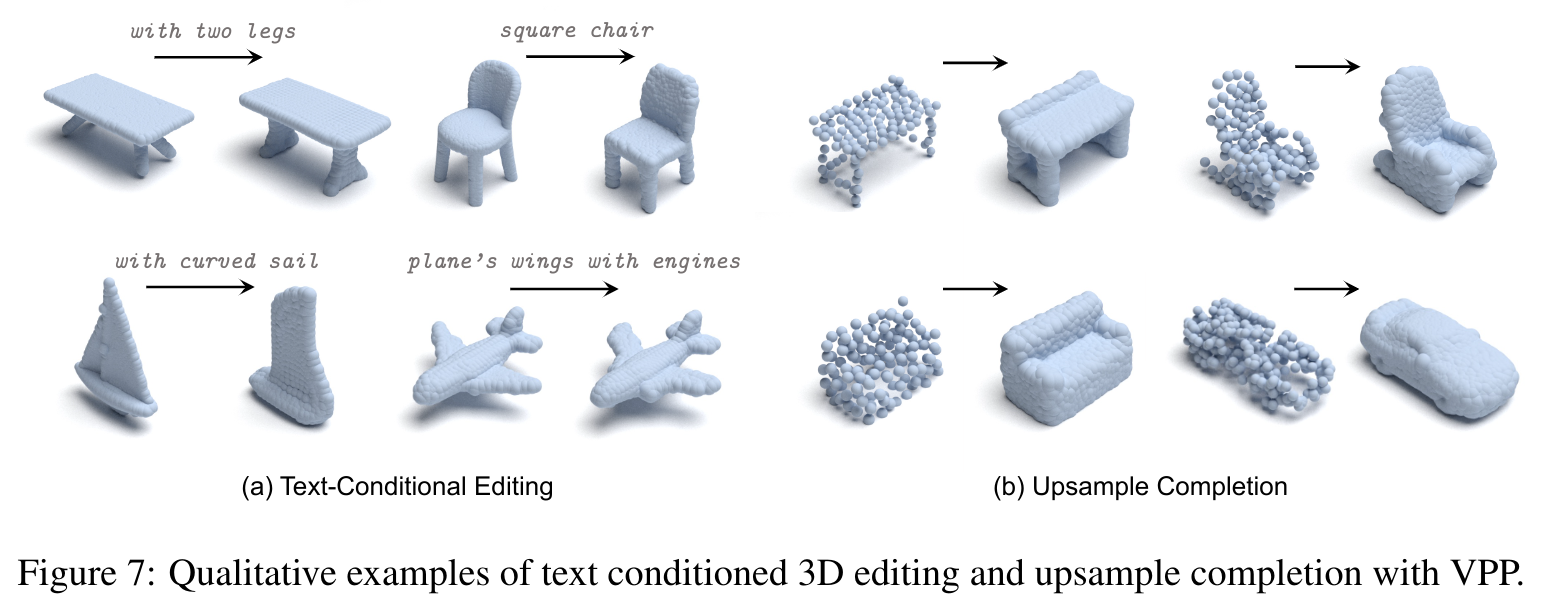 with two legs
square chair
with curved sail
plane's wings with engines
(a) Text-Conditional Editing
(b) Upsample Completion
Figure 7: Qualitative examples of text conditioned 3D editing and upsample completion with VPP.